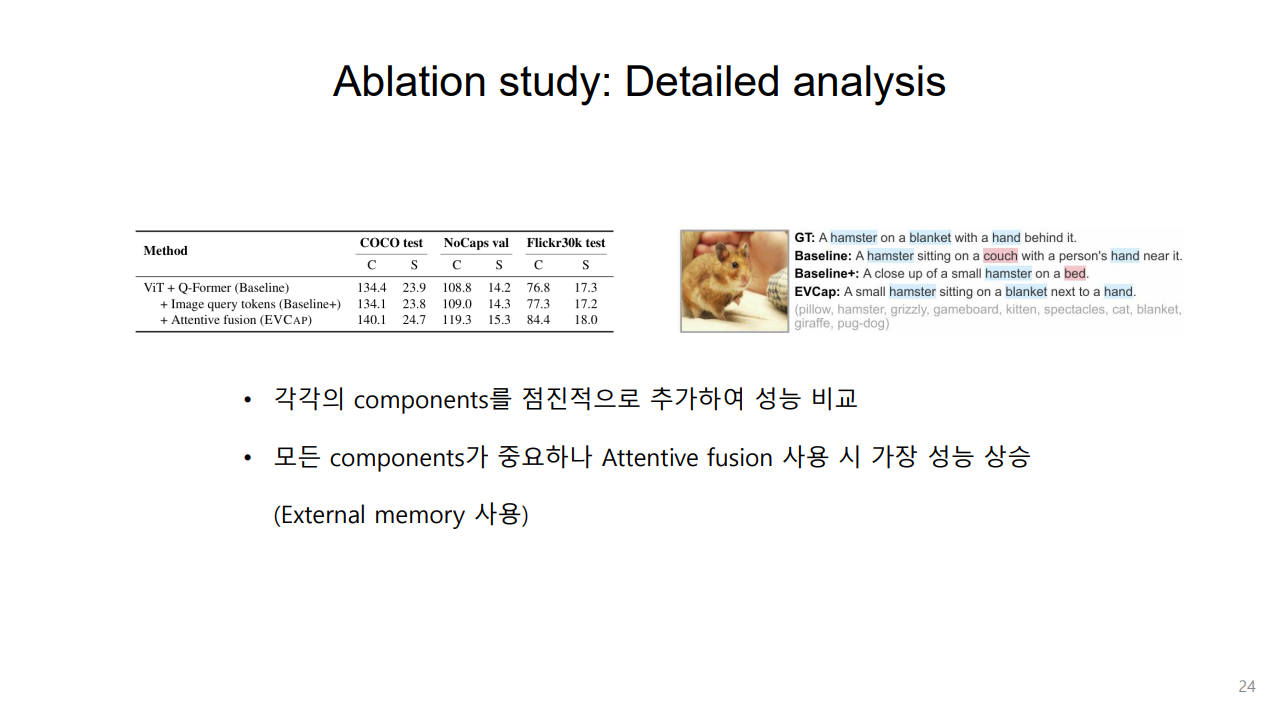 Ablation study: Detailed analysis
Method COCO test NoCaps val Flickr30k test
C S C S C S
ViT + Q-Former (Baseline) 134.4 23.9 108.8 14.2 76.8 17.3
+ Image query tokens (Baseline+) 134.1 23.8 109.0 14.3 77.3 17.2
+ Attentive fusion (EVCAP) 140.1 24.7 119.3 15.3 84.4 18.0
GT: A hamster on a blanket with a hand behind it.
Baseline: A hamster sitting on a couch with a person's hand near it.
Baseline+: A close up of a small hamster on a bed.
EVCap: A small hamster sitting on a blanket next to a hand.
(pillow, hamster, grizzly, gameboard, kitten, spectacles, cat, blanket,
giraffe, pug-dog)
• 각각의 components를 점진적으로 추가하여 성능 비교
• 모든 components가 중요하나 Attentive fusion 사용 시 가장 성능 상승
(External memory 사용)
24